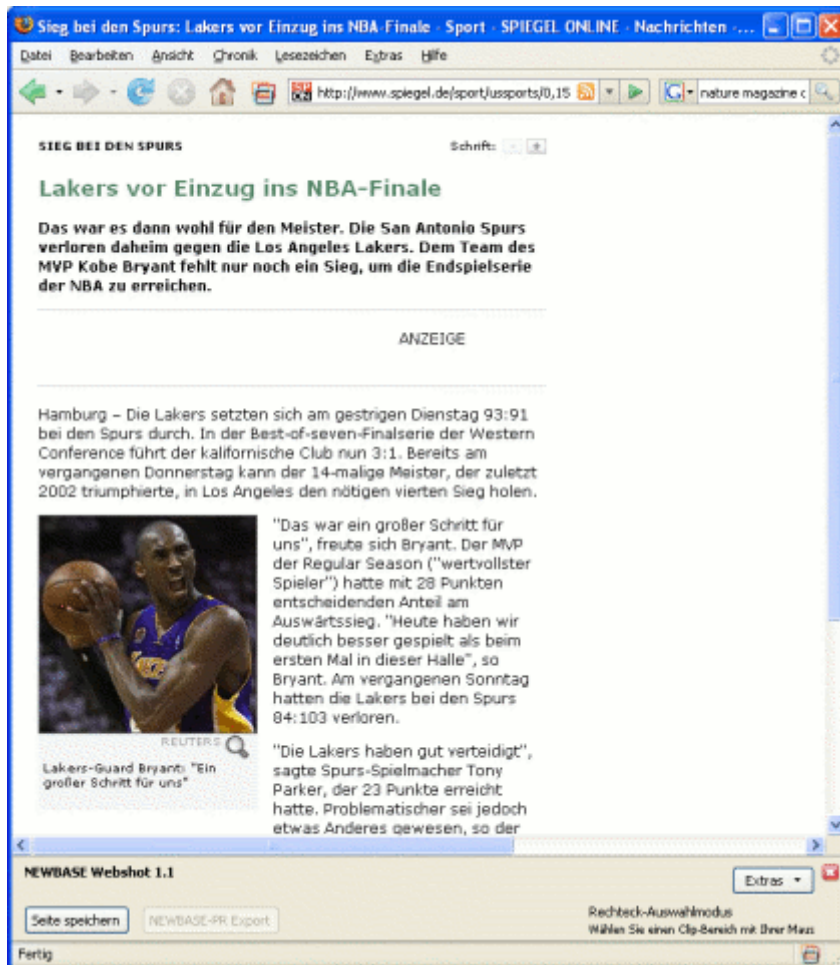 Sieg bei den Spurs: Lakers vor Einzug ins NBA-Finale - Sport - SPIEGEL ONLINE - Nachrichten - ...
Datei Bearbeiten Ansicht Chronik Lesezeichen Extras Hilfe
http://www.spiegel.de/sport/ussports/0,15 nature magazine c
SIEG BEI DEN SPURS Schrift: - +
Lakers vor Einzug ins NBA-Finale
Das war es dann wohl für den Meister. Die San Antonio Spurs
verloren daheim gegen die Los Angeles Lakers. Dem Team des
MVP Kobe Bryant fehlt nur noch ein Sieg, um die Endspielserie
der NBA zu erreichen.
ANZEIGE
Hamburg – Die Lakers setzten sich am gestrigen Dienstag 93:91
bei den Spurs durch. In der Best-of-seven-Finalserie der Western
Conference führt der kalifornische Club nun 3:1. Bereits am
vergangenen Donnerstag kann der 14-malige Meister, der zuletzt
2002 triumphierte, in Los Angeles den nötigen vierten Sieg holen.
"Das war ein großer Schritt für
uns", freute sich Bryant. Der MVP
der Regular Season ("wertvollster
Spieler") hatte mit 28 Punkten
entscheidenden Anteil am
Auswärtssieg. "Heute haben wir
deutlich besser gespielt als beim
ersten Mal in dieser Halle", so
Bryant. Am vergangenen Sonntag
hatten die Lakers bei den Spurs
84:103 verloren.
REUTERS
Lakers-Guard Bryant: "Ein
großer Schritt für uns"
"Die Lakers haben gut verteidigt",
sagte Spurs-Spielmacher Tony
Parker, der 23 Punkte erreicht
hatte. Problematischer sei jedoch
etwas Anderes gewesen, so der
NEWBASE Webshot 1.1
Extras
Seite speichern NEWBASE-PR Export
Rechteck-Auswahlmodus
Wählen Sie einen Clip-Bereich mit Ihrer Maus
Fertig